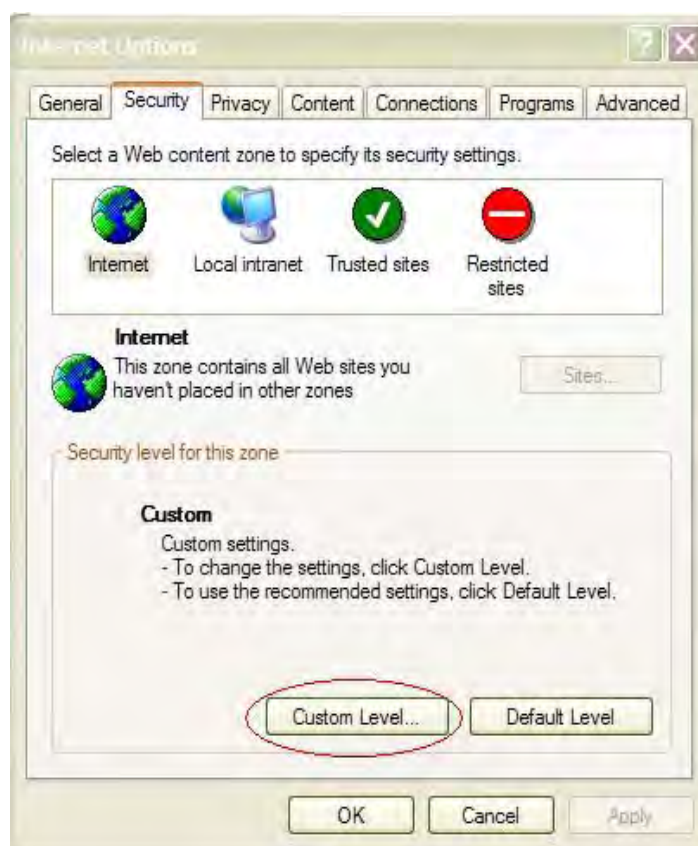 Internet Options
General Security Privacy Content Connections Programs Advanced
Select a Web content zone to specify its security settings.
Internet Local intranet Trusted sites Restricted
sites
Internet
This zone contains all Web sites you
haven't placed in other zones
Sites...
Security level for this zone
Custom
Custom settings.
- To change the settings, click Custom Level.
- To use the recommended settings, click Default Level.
Custom Level... Default Level
OK Cancel Apply